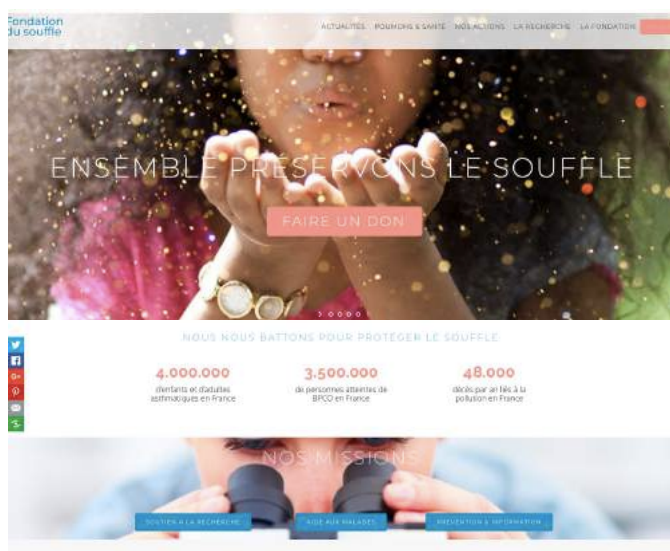 Fondation
du souffle
ACTUALITÉS POUMONS & SANTÉ NOS ACTIONS LA RECHERCHE LA FONDATION
ENSEMBLE PRÉSERVONS LE SOUFFLE
FAIRE UN DON
NOUS NOUS BATTONS POUR PROTÉGER LE SOUFFLE
4.000.000 3.500.000 48.000
d'enfants et d'adultes de personnes atteintes de décès par an liés à la
asthmatiques en France BPCO en France pollution en France
NOS MISSIONS
SOUTIEN À LA RECHERCHE AIDE AUX MALADES PRÉVENTION & INFORMATION